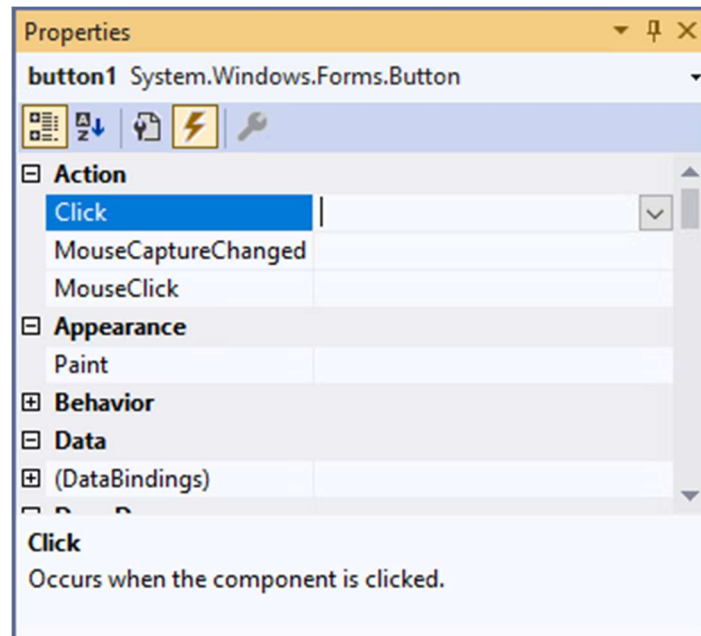 Properties
button1 System.Windows.Forms.Button
Action
Click
MouseCaptureChanged
MouseClick
Appearance
Paint
Behavior
Data
(DataBindings)
Click
Occurs when the component is clicked.